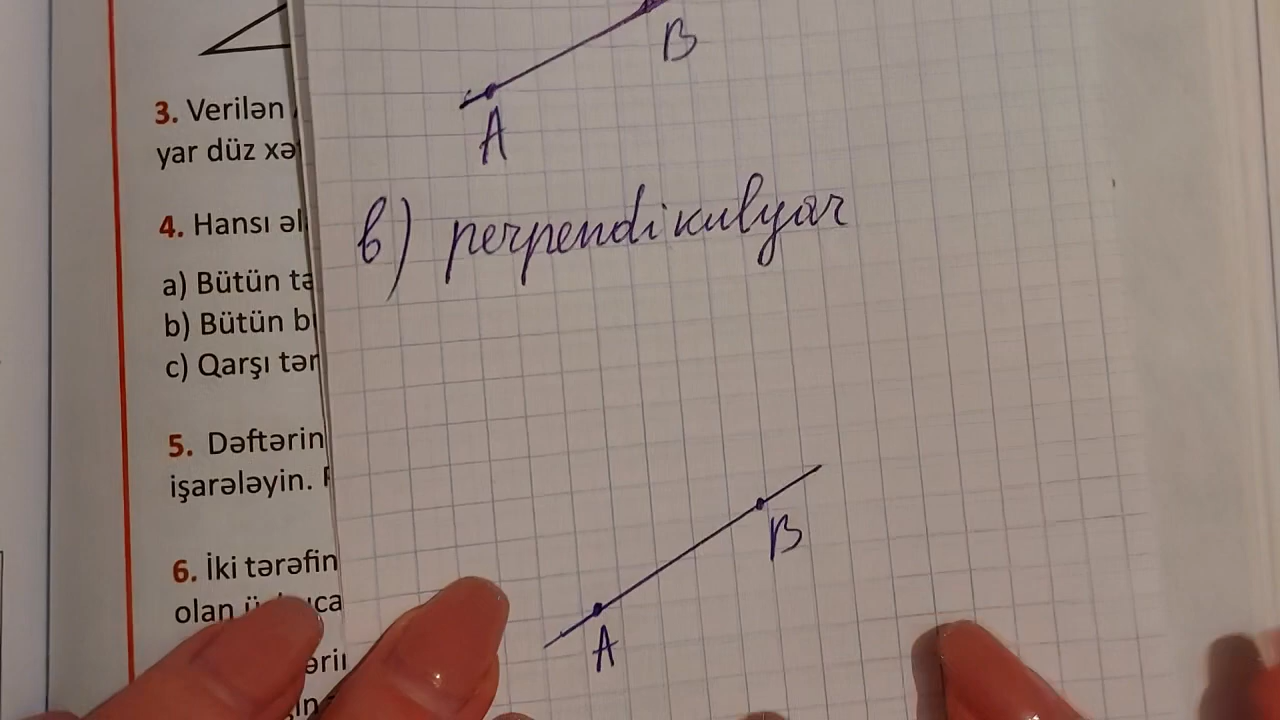 B
A
b) perpendikulyar
B
A
3. Verilən
yar düz xə
4. Hansı əl
a) Bütün tə
b) Bütün b
c) Qarşı tər
5. Dəftərin
işarələyin.
6. İki tərəfin
olan